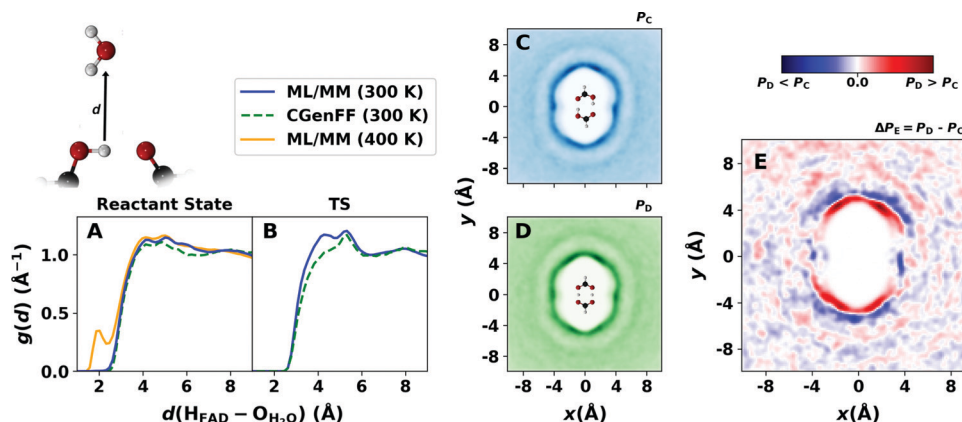 d
ML/MM (300 K)
CGenFF (300 K)
ML/MM (400 K)
Reactant State
TS
A
B
g(d) (Å⁻¹)
1.0
0.5
0.0
2 4 6 8
2 4 6 8
d(H_FAD − O_H₂O) (Å)
P_C
C
8
4
0
-4
-8
y (Å)
P_D
D
8
4
0
-4
-8
-8 -4 0 4 8
x(Å)
P_D < P_C 0.0 P_D > P_C
ΔP_E = P_D - P_C
E
8
4
0
-4
-8
y (Å)
-8 -4 0 4 8
x(Å)